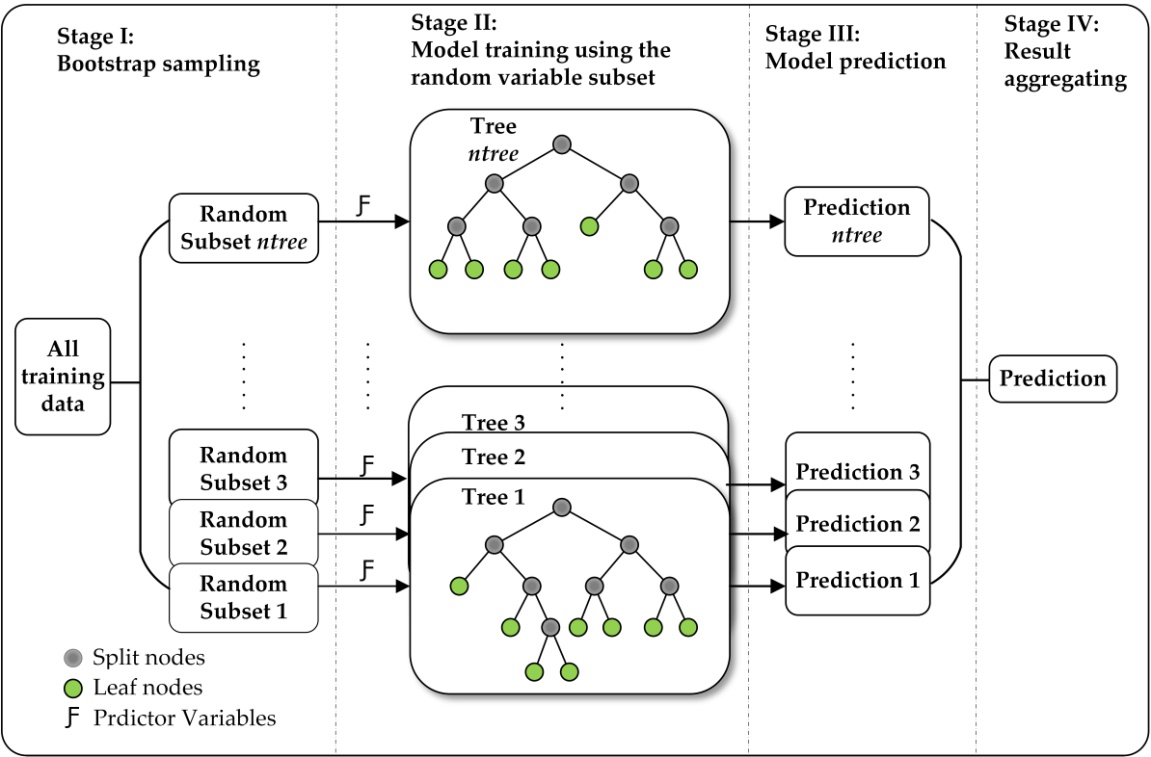 Stage I:
Bootstrap sampling
Stage II:
Model training using the
random variable subset
Stage III:
Model prediction
Stage IV:
Result
aggregating
Tree
ntree
Random
Subset ntree
Ƒ
Prediction
ntree
All
training
data
Prediction
Tree 3
Random
Subset 3
Ƒ
Tree 2
Prediction 3
Tree 1
Random
Subset 2
Ƒ
Prediction 2
Random
Subset 1
Ƒ
Prediction 1
Split nodes
Leaf nodes
Ƒ Prdictor Variables